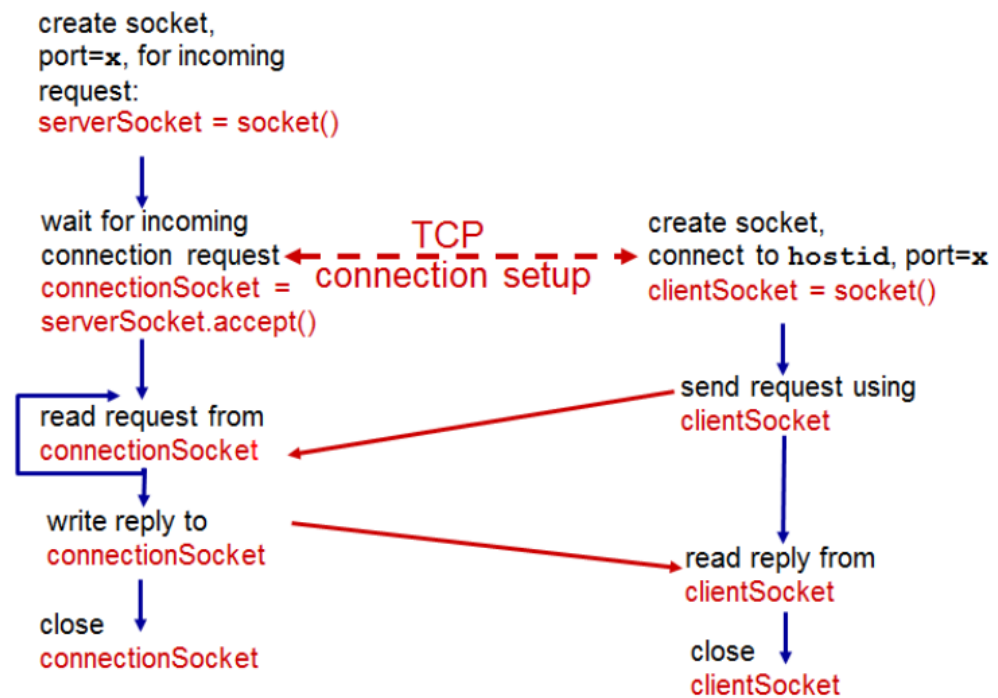 create socket,
port=x, for incoming
request:
serverSocket = socket()
wait for incoming
connection request
connectionSocket =
serverSocket.accept()
TCP
connection setup
create socket,
connect to hostid, port=x
clientSocket = socket()
read request from
connectionSocket
send request using
clientSocket
write reply to
connectionSocket
read reply from
clientSocket
close
connectionSocket
close
clientSocket